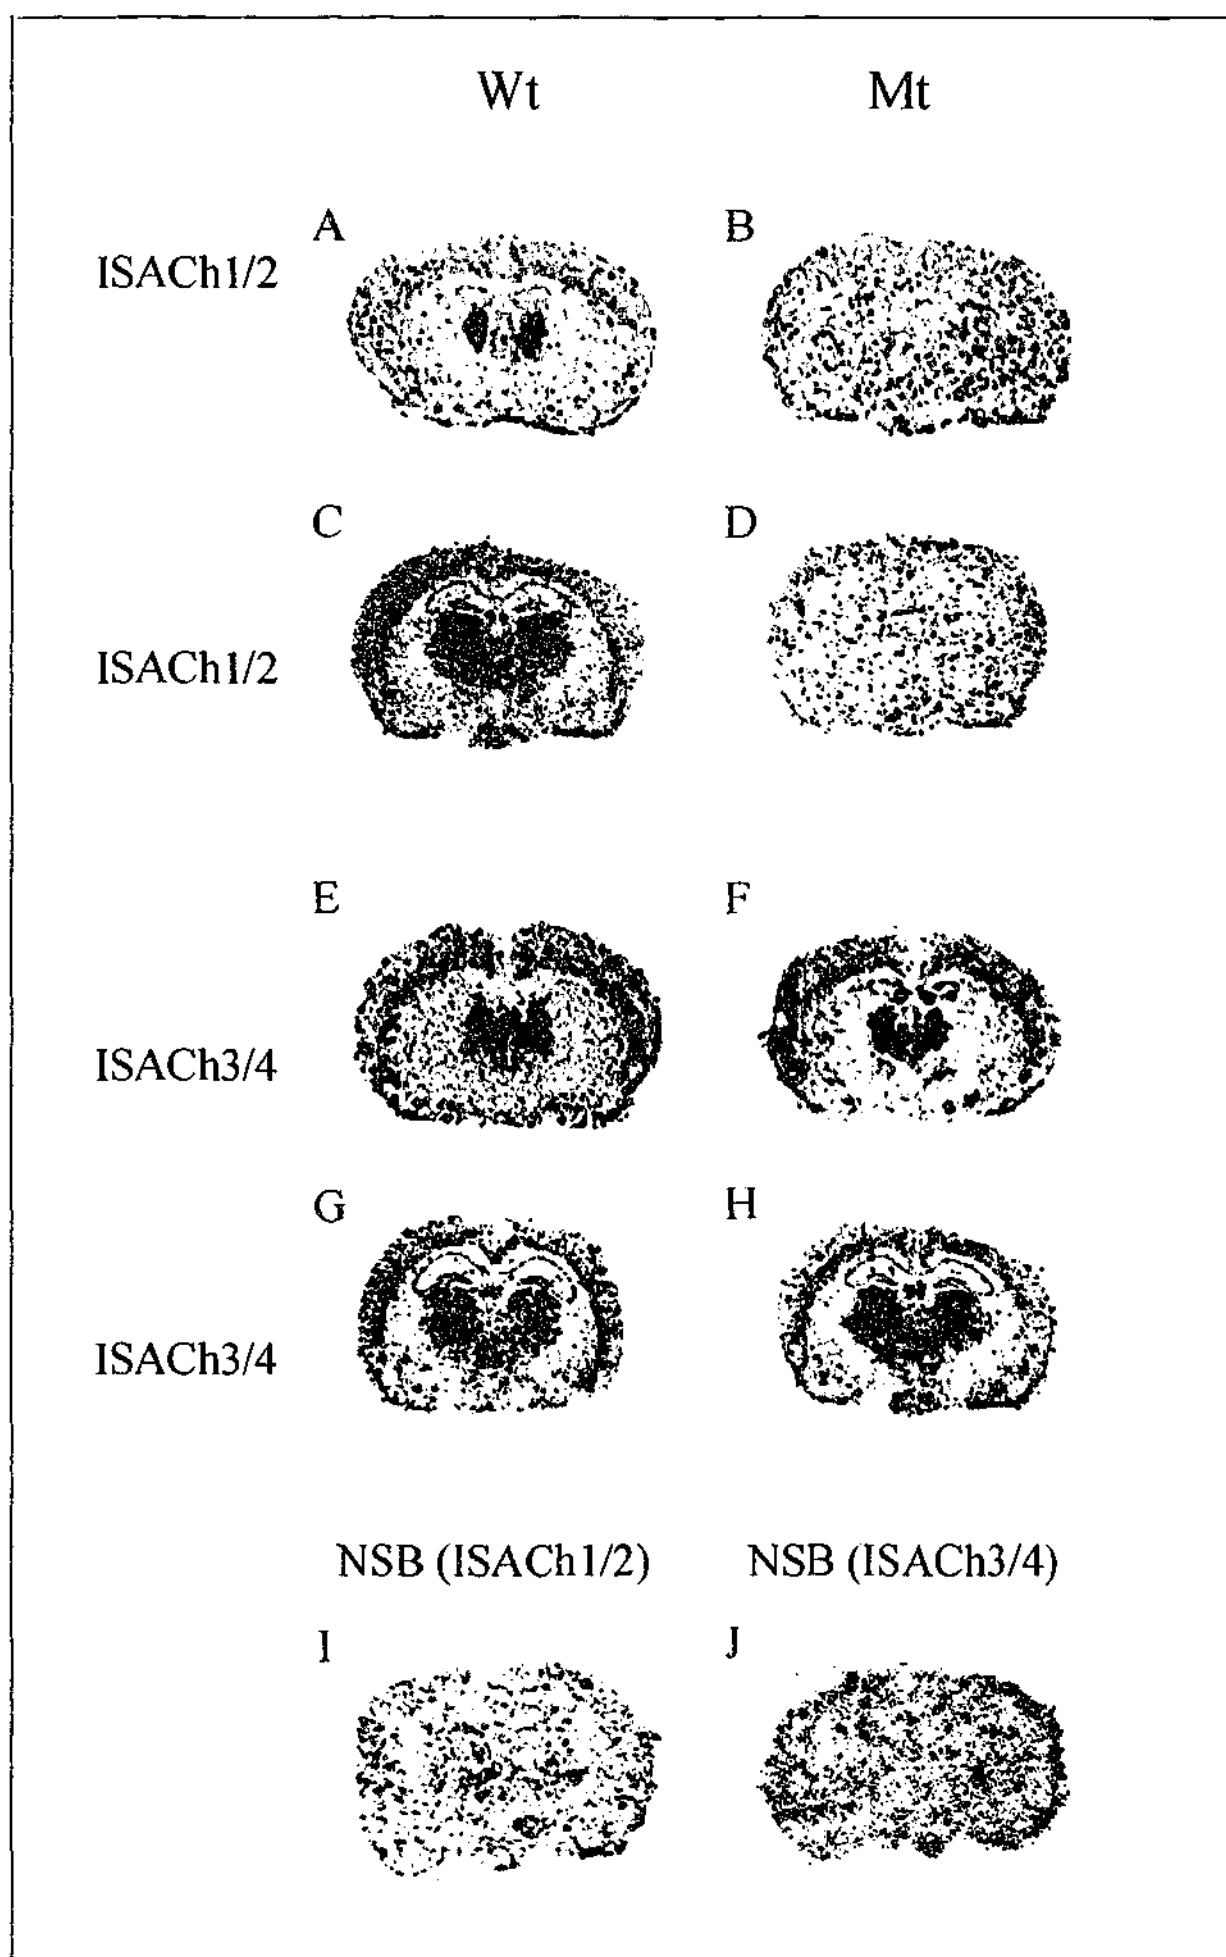 Wt Mt
A B
ISACh1/2
C D
ISACh1/2
E F
ISACh3/4
G H
ISACh3/4
NSB (ISACh1/2) NSB (ISACh3/4)
I J